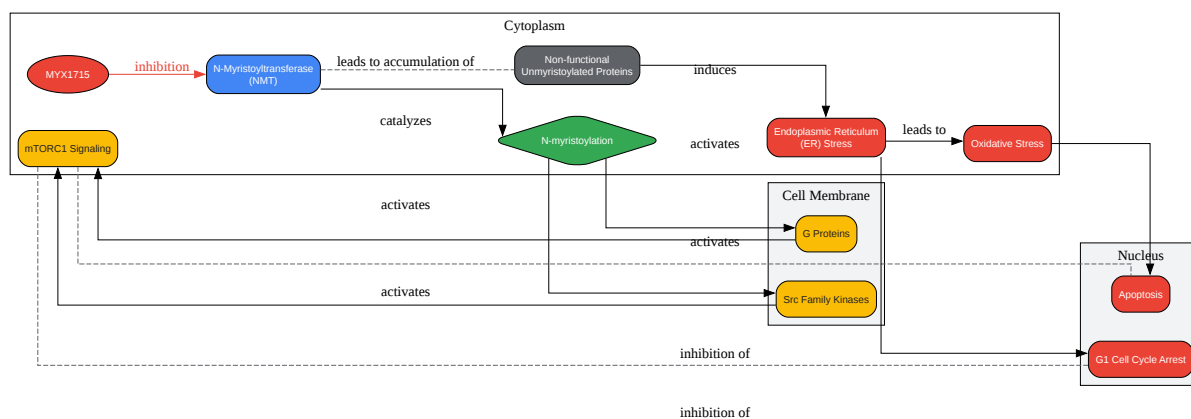 Cytoplasm
MYX1715
inhibition
N-Myristoyltransferase
(NMT)
leads to accumulation of
Non-functional
Unmyristoylated Proteins
induces
mTORC1 Signaling
catalyzes
N-myristoylation
activates
Endoplasmic Reticulum
(ER) Stress
leads to
Oxidative Stress
Cell Membrane
activates
G Proteins
activates
Nucleus
activates
Src Family Kinases
Apoptosis
inhibition of
G1 Cell Cycle Arrest
inhibition of